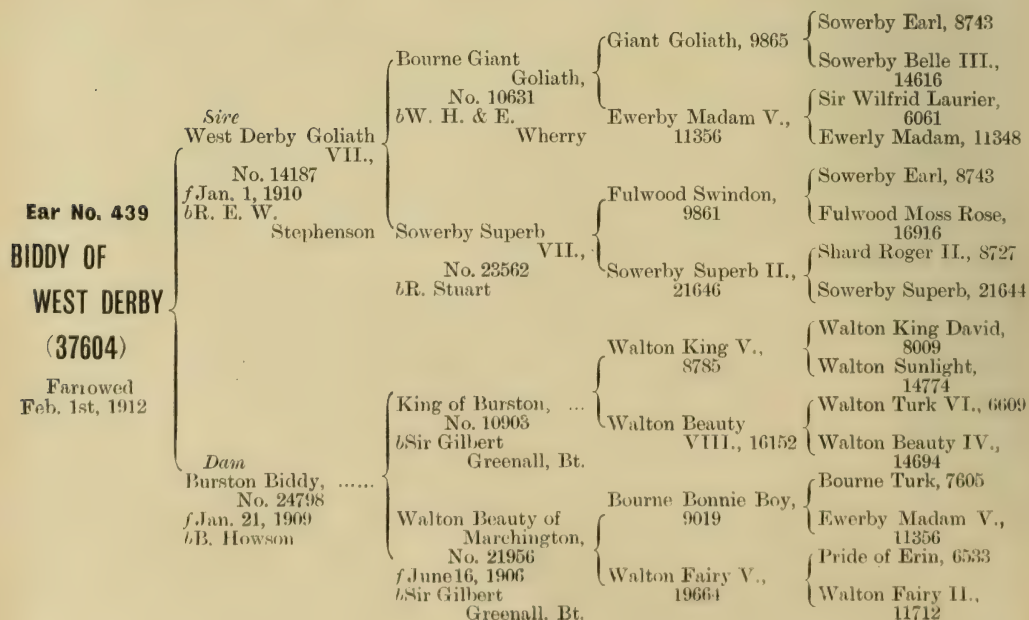 Ear No. 439
BIDDY OF
WEST DERBY
(37604)
Farrowed
Feb. 1st, 1912
Sire
West Derby Goliath
VII.,
No. 14187
f Jan. 1, 1910
bR. E. W.
Stephenson
Dam
Burston Biddy, ......
No. 24798
f Jan. 21, 1909
bB. Howson
Bourne Giant
Goliath,
No. 10631
bW. H. & E.
Wherry
Sowerby Superb
VII.,
No. 23562
bR. Stuart
King of Burston, ...
No. 10903
bSir Gilbert
Greenall, Bt.
Walton Beauty of
Marchington,
No. 21956
f June 16, 1906
bSir Gilbert
Greenall, Bt.
Giant Goliath, 9865
Ewerby Madam V.,
11356
Fulwood Swindon,
9861
Sowerby Superb II.,
21646
Walton King V.,
8785
Walton Beauty
VIII., 16152
Bourne Bonnie Boy,
9019
Walton Fairy V.,
19664
Sowerby Earl, 8743
Sowerby Belle III.,
14616
Sir Wilfrid Laurier,
6061
Ewerly Madam, 11348
Sowerby Earl, 8743
Fulwood Moss Rose,
16916
Shard Roger II., 8727
Sowerby Superb, 21644
Walton King David,
8009
Walton Sunlight,
14774
Walton Turk VI., 6609
Walton Beauty IV.,
14694
Bourne Turk, 7605
Ewerby Madam V.,
11356
Pride of Erin, 6533
Walton Fairy II.,
11712